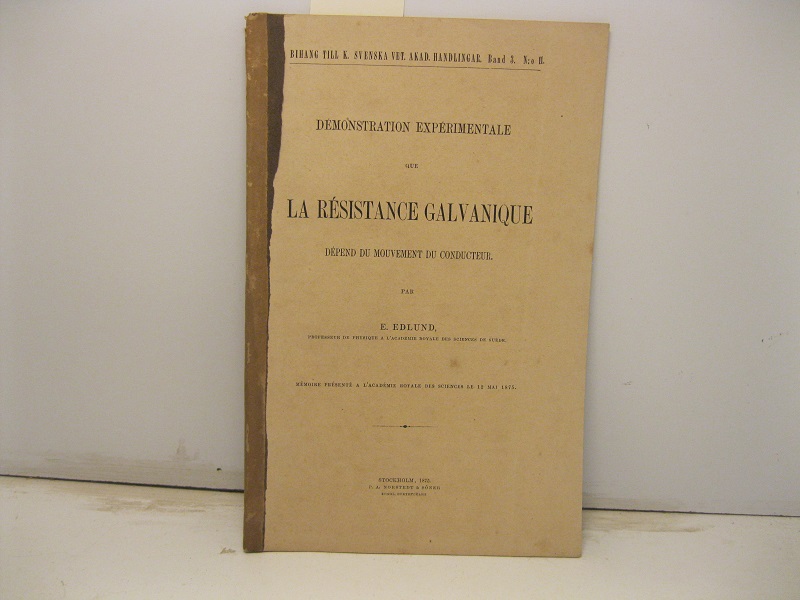 BIHANG TILL K. SVENSKA VET. AKAD. HANDLINGAR. Band 3. N:o
DÉMONSTRATION EXPÉRIMENTALE
QUE
LA RÉSISTANCE GALVANIQUE
DÉPEND DU MOUVEMENT DU CONDUCTEUR.
PAR
E. EDLUND,
PROFESSEUR DE PHYSIQUE A L'ACADÉMIE ROYALE DES SCIENCES DE SUÈDE.
MÉMOIRE PRÉSENTÉ A L'ACADÉMIE ROYALE DES SCIENCES LE 12 MAI 1875.
STOCKHOLM, 1875.
P. A. NORSTEDT & SÖNER